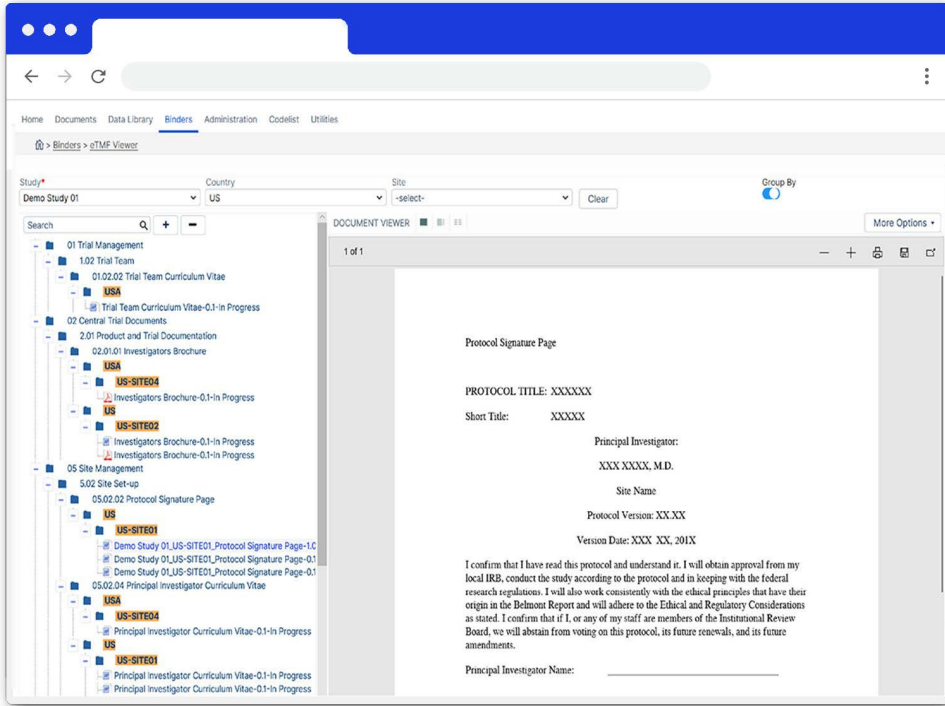 Home Documents Data Library Binders Administration Codelist Utilities
> Binders > eTMF Viewer
Study* Country Site Group By
Demo Study 01 US -select- Clear
Search + - DOCUMENT VIEWER More Options
01 Trial Management
1.02 Trial Team
01.02.02 Trial Team Curriculum Vitae
USA
Trial Team Curriculum Vitae-0.1-In Progress
02 Central Trial Documents
2.01 Product and Trial Documentation
02.01.01 Investigators Brochure
USA
US-SITE04
Investigators Brochure-0.1-In Progress
US
US-SITE02
Investigators Brochure-0.1-In Progress
Investigators Brochure-0.1-In Progress
05 Site Management
5.02 Site Set-up
05.02.02 Protocol Signature Page
US
US-SITE01
Demo Study 01_US-SITE01_Protocol Signature Page-1.0
Demo Study 01_US-SITE01_Protocol Signature Page-0.1
Demo Study 01_US-SITE01_Protocol Signature Page-0.1
05.02.04 Principal Investigator Curriculum Vitae
USA
US-SITE04
Principal Investigator Curriculum Vitae-0.1-In Progress
US
US-SITE01
Principal Investigator Curriculum Vitae-0.1-In Progress
Principal Investigator Curriculum Vitae-0.1-In Progress
1 of 1
Protocol Signature Page
PROTOCOL TITLE: XXXXXX
Short Title: XXXXX
Principal Investigator:
XXX XXXX, M.D.
Site Name
Protocol Version: XX.XX
Version Date: XXX XX, 201X
I confirm that I have read this protocol and understand it. I will obtain approval from my
local IRB, conduct the study according to the protocol and in keeping with the federal
research regulations. I will also work consistently with the ethical principles that have their
origin in the Belmont Report and will adhere to the Ethical and Regulatory Considerations
as stated. I confirm that if I, or any of my staff are members of the Institutional Review
Board, we will abstain from voting on this protocol, its future renewals, and its future
amendments.
Principal Investigator Name: